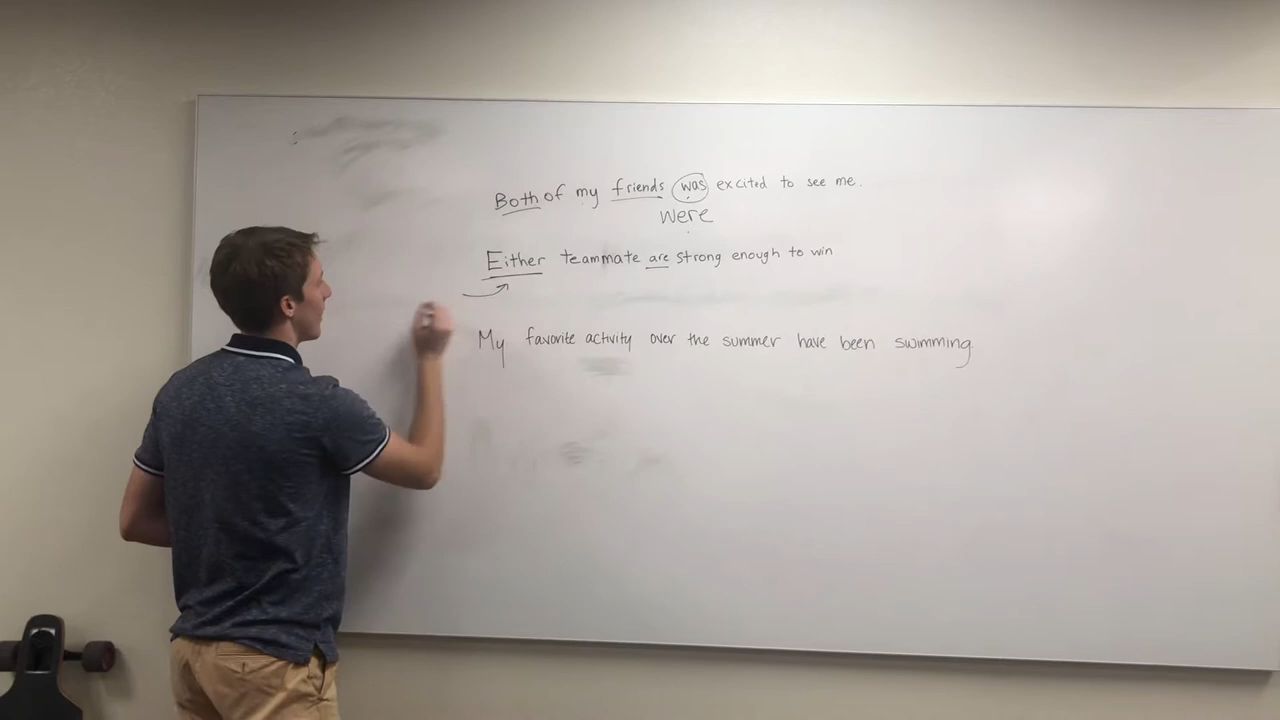 Both of my friends was excited to see me.
were
Either teammate are strong enough to win
My favorite activity over the summer have been swimming